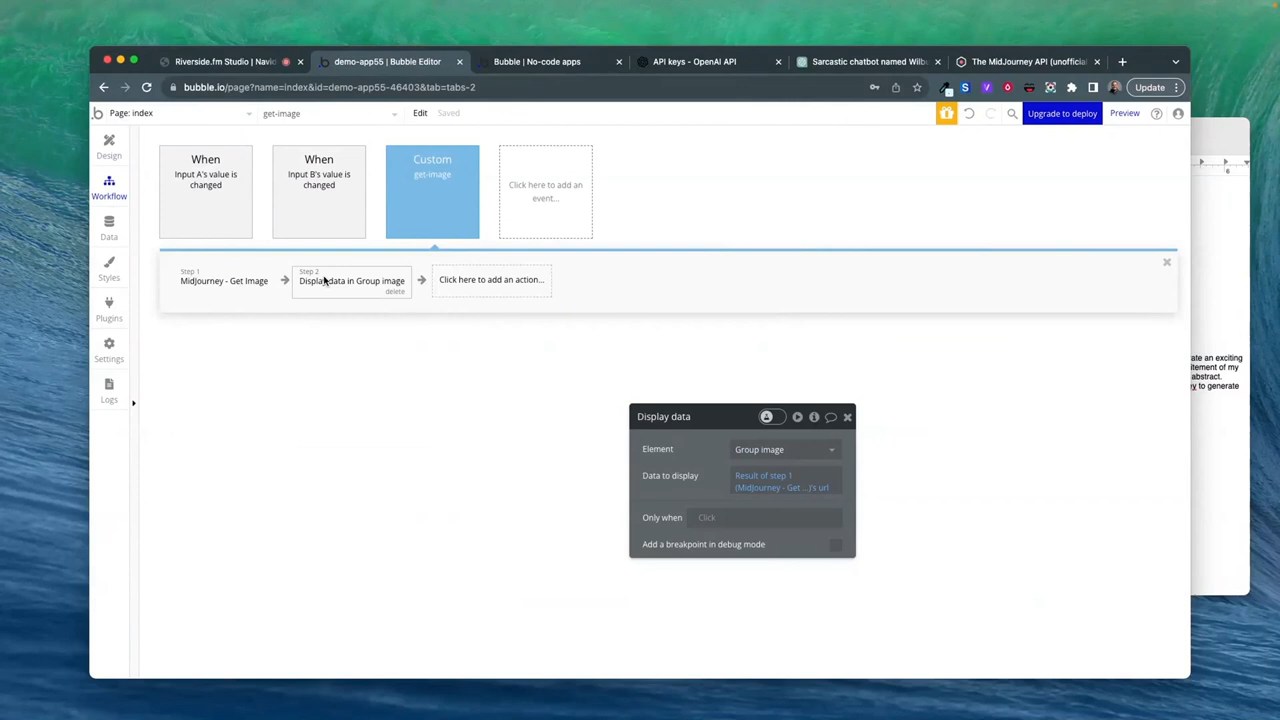 Riverside.fm Studio | Navid
demo-app55 | Bubble Editor
Bubble | No-code apps
API keys - OpenAI API
Sarcastic chatbot named Wilbu
The MidJourney API (unofficial
bubble.io/page?name=index&id=demo-app55-46403&tab=tabs-2
Update
Page: index
get-image
Edit
Saved
Upgrade to deploy
Preview
Design
Workflow
Data
Styles
Plugins
Settings
Logs
When
Input A's value is
changed
When
Input B's value is
changed
Custom
get-image
Click here to add an
event...
Step 1
MidJourney - Get Image
Step 2
Display data in Group image
delete
Click here to add an action...
Display data
Element
Group image
Data to display
Result of step 1
(MidJourney - Get ...)'s url
Only when
Click
Add a breakpoint in debug mode
6
ate an exciting
itement of my
abstract.
ey to generate